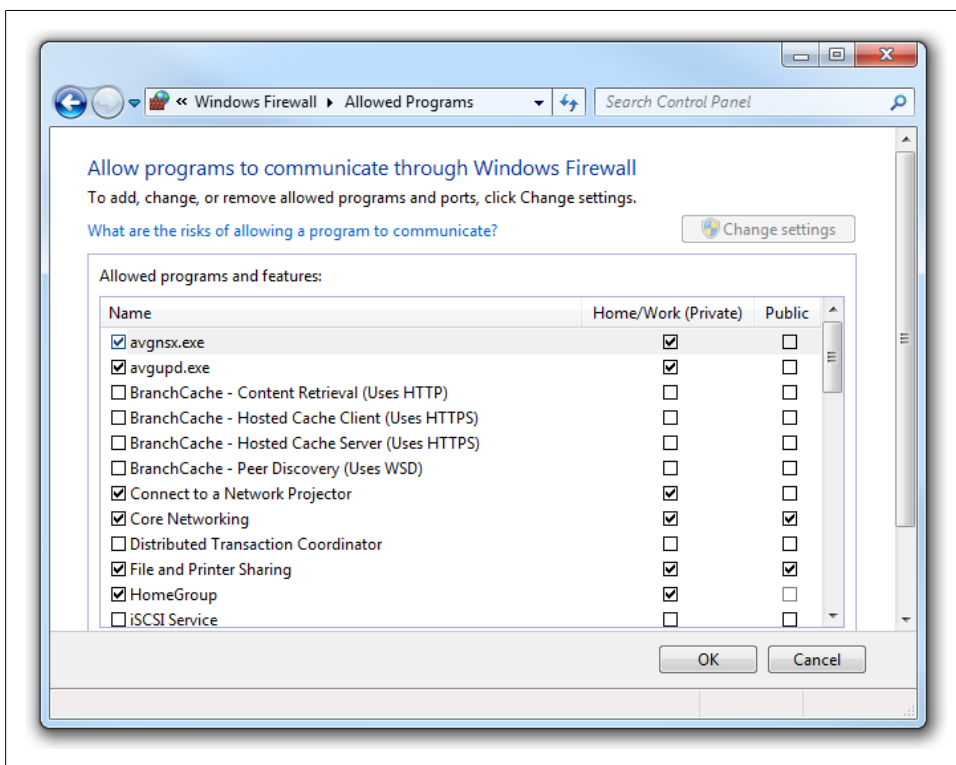 « Windows Firewall ▸ Allowed Programs
Search Control Panel
Allow programs to communicate through Windows Firewall
To add, change, or remove allowed programs and ports, click Change settings.
What are the risks of allowing a program to communicate?
Change settings
Allowed programs and features:
Name Home/Work (Private) Public
avgnsx.exe
avgupd.exe
BranchCache - Content Retrieval (Uses HTTP)
BranchCache - Hosted Cache Client (Uses HTTPS)
BranchCache - Hosted Cache Server (Uses HTTPS)
BranchCache - Peer Discovery (Uses WSD)
Connect to a Network Projector
Core Networking
Distributed Transaction Coordinator
File and Printer Sharing
HomeGroup
iSCSI Service
OK Cancel